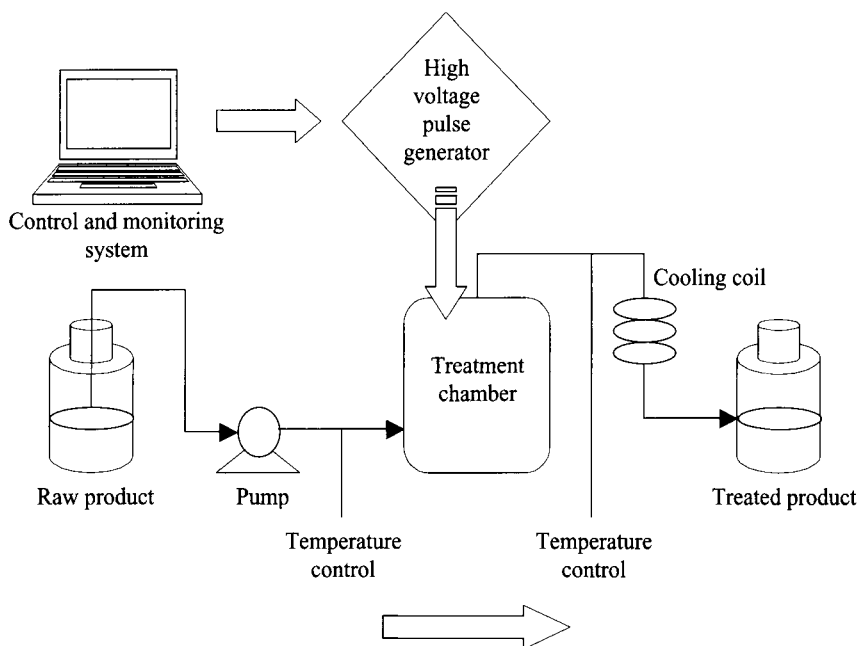 High
voltage
pulse
generator
Control and monitoring
system
Cooling coil
Treatment
chamber
Raw product
Pump
Treated product
Temperature
control
Temperature
control